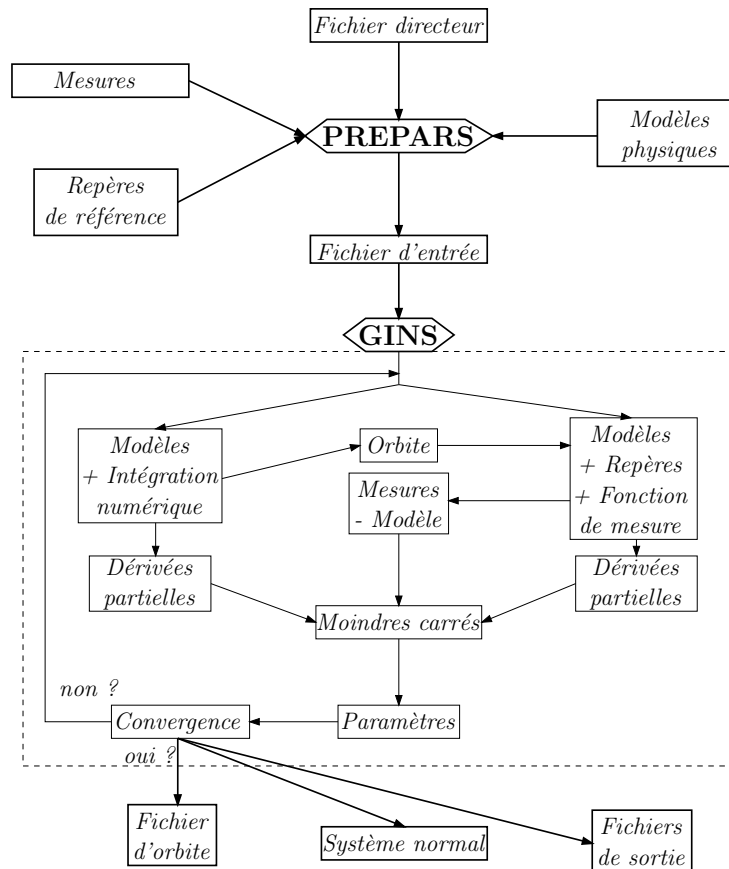 Fichier directeur
Mesures
PREPARS
Modèles
physiques
Repères
de référence
Fichier d'entrée
GINS
Modèles
+ Intégration
numérique
Orbite
Modèles
+ Repères
+ Fonction
de mesure
Mesures
- Modèle
Dérivées
partielles
Dérivées
partielles
Moindres carrés
non ?
Convergence
Paramètres
oui ?
Fichier
d'orbite
Système normal
Fichiers
de sortie